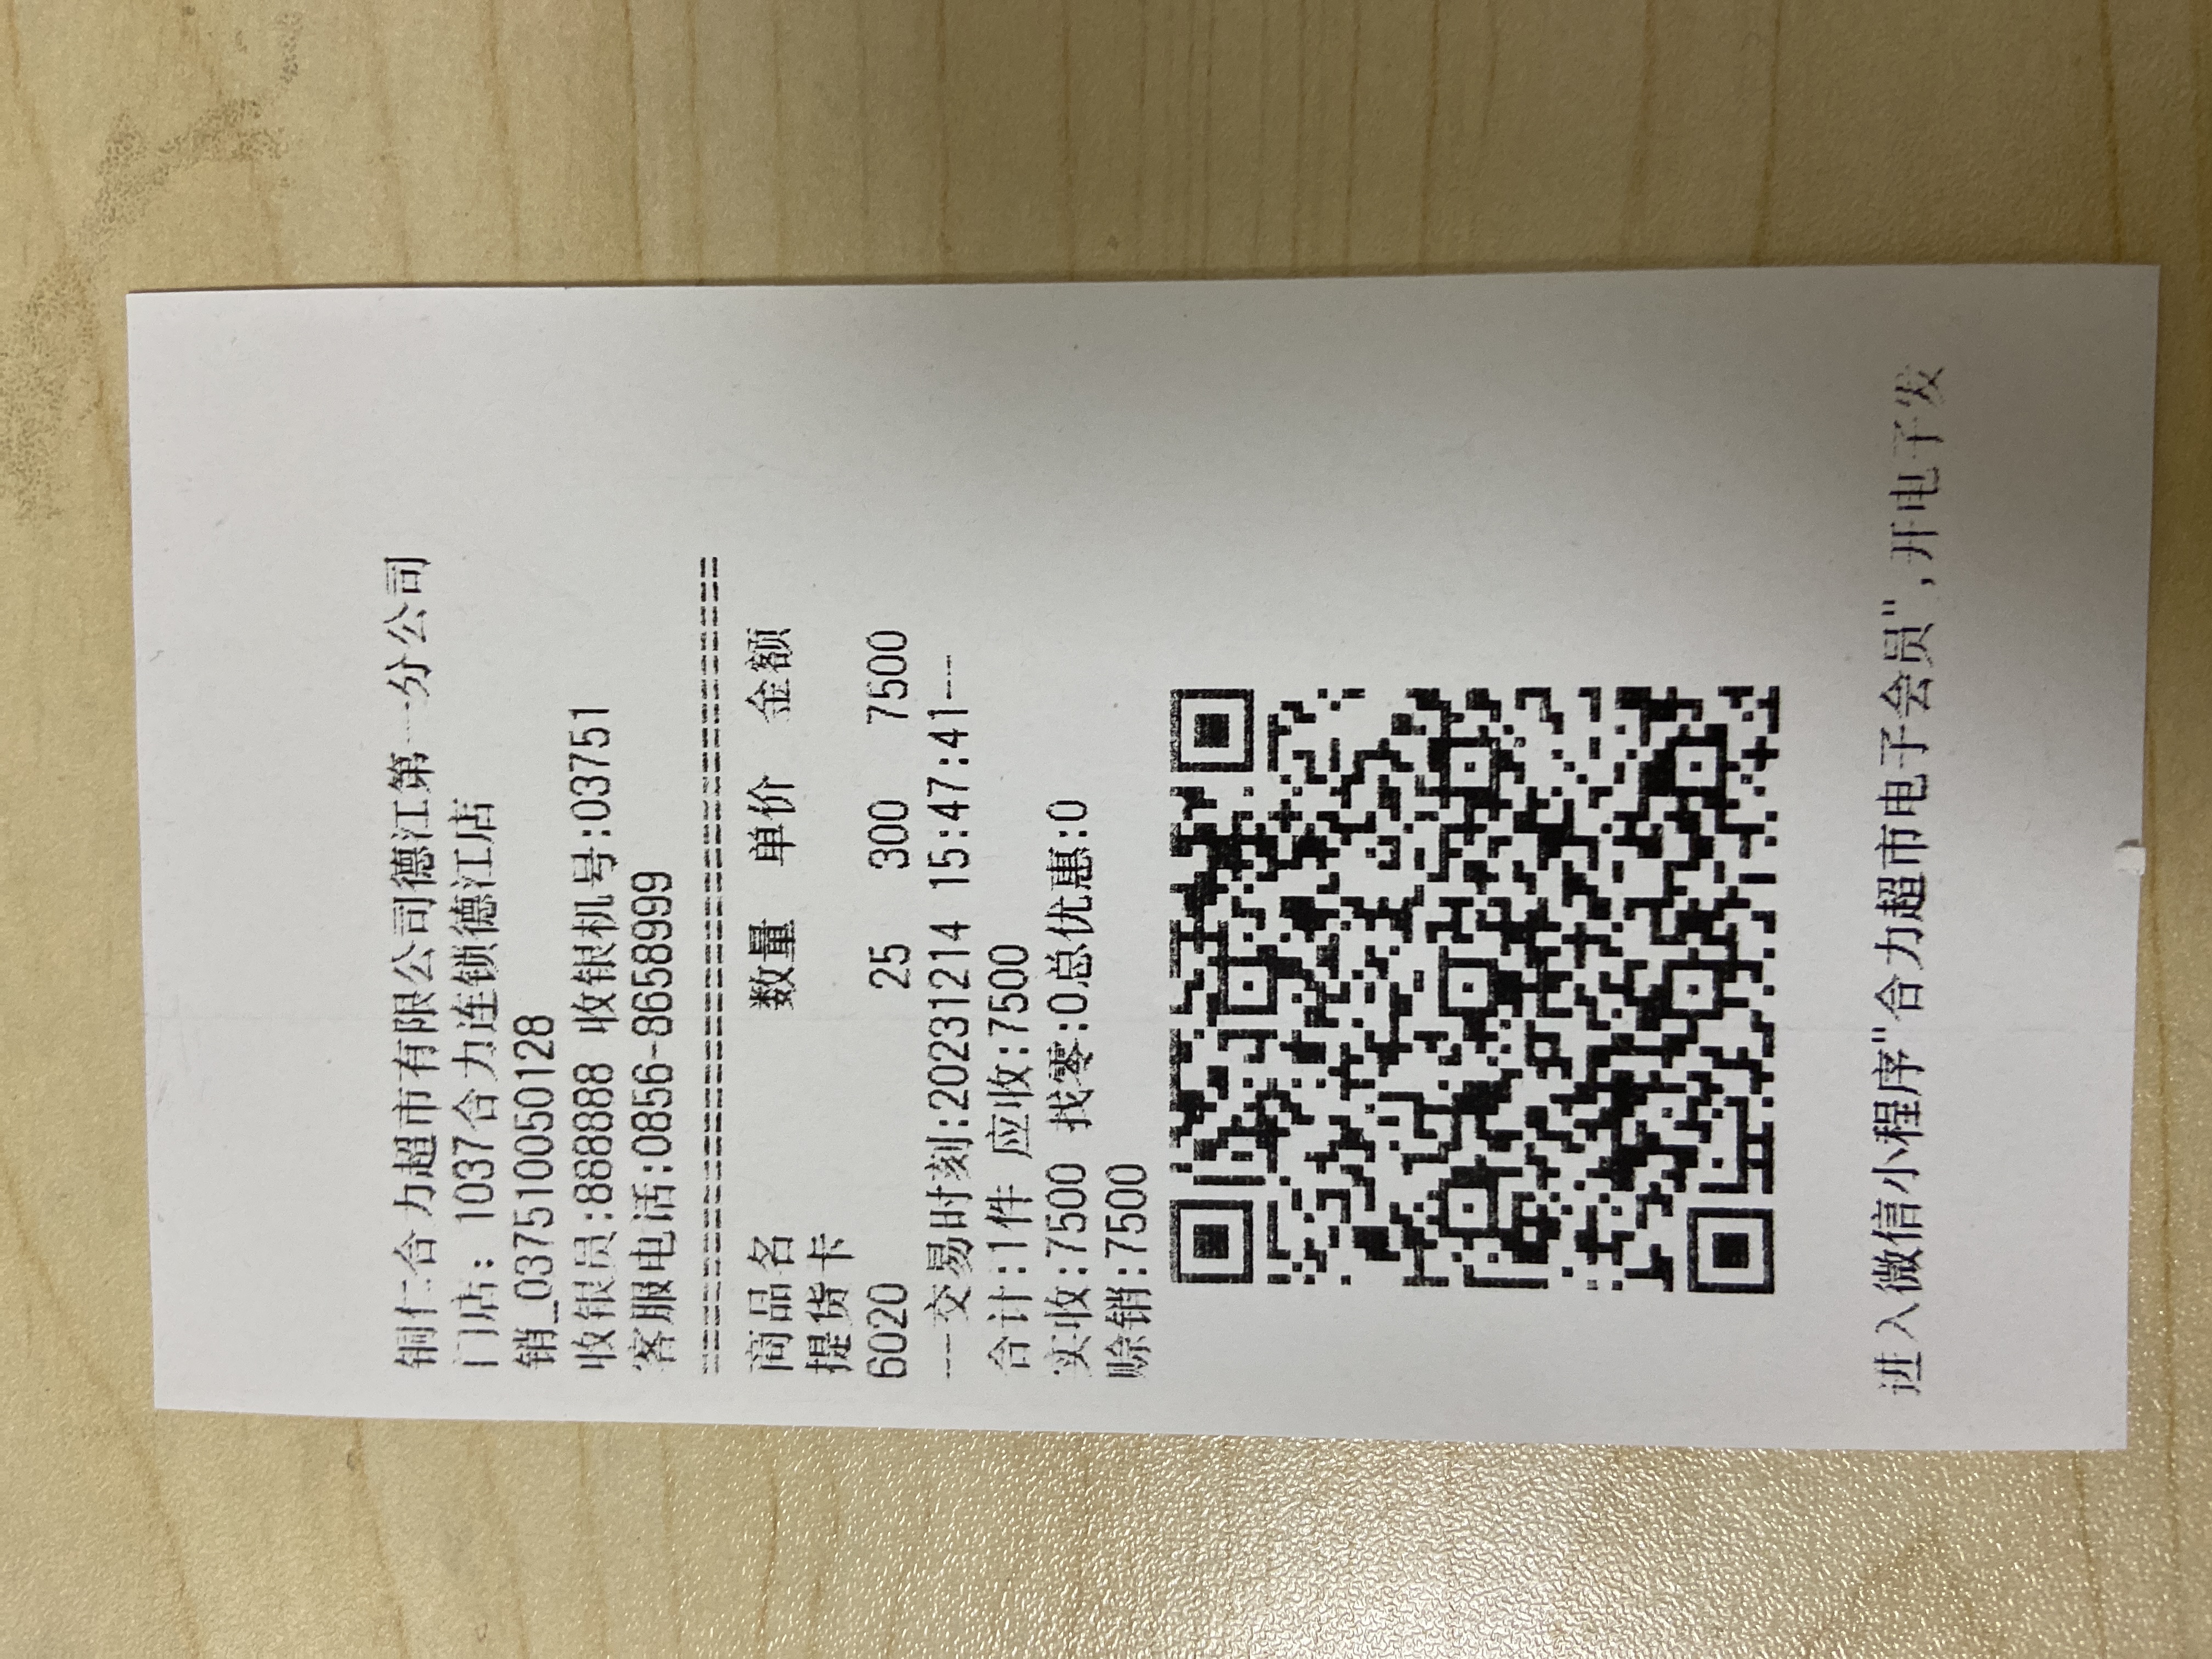 铜仁合力超市有限公司德江第一分公司
门店: 1037合力连锁德江店
销_037510050128
收银员:888888 收银机号:03751
客服电话:0856-8658999
===========================================
商品名 数量 单价 金额
提货卡
6020 25 300 7500
---交易时刻:20231214 15:47:41---
合计:1件 应收:7500
实收:7500 找零:0总优惠:0
赊销:7500
进入微信小程序"合力超市电子会员",开电子发